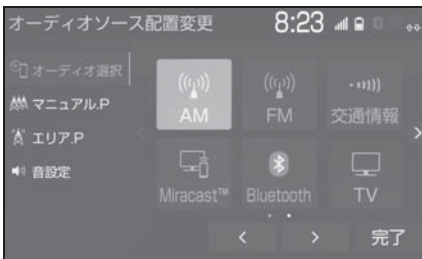 オーディオソース配置変更 8:23
オーディオ選択
マニュアル.P
エリア.P
音設定
AM FM 交通情報
Miracast™ Bluetooth TV
< > 完了